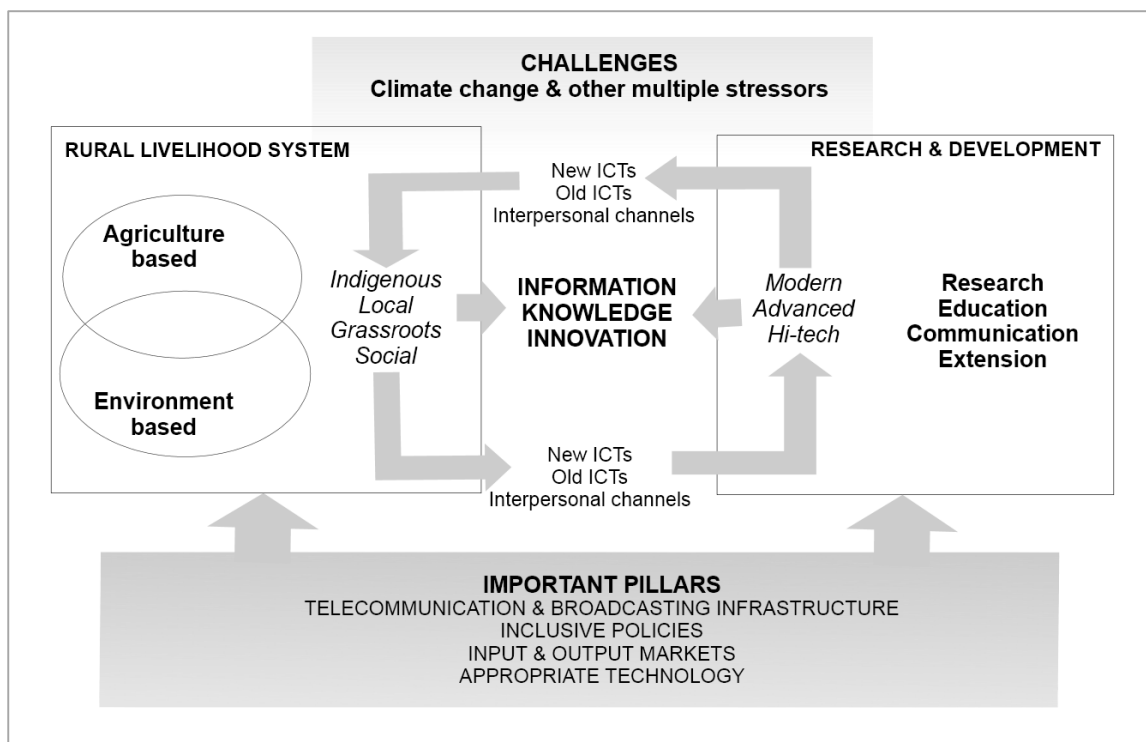 CHALLENGES
Climate change & other multiple stressors
RURAL LIVELIHOOD SYSTEM
Agriculture
based
Environment
based
Indigenous
Local
Grassroots
Social
New ICTs
Old ICTs
Interpersonal channels
INFORMATION
KNOWLEDGE
INNOVATION
New ICTs
Old ICTs
Interpersonal channels
RESEARCH & DEVELOPMENT
Modern
Advanced
Hi-tech
Research
Education
Communication
Extension
IMPORTANT PILLARS
TELECOMMUNICATION & BROADCASTING INFRASTRUCTURE
INCLUSIVE POLICIES
INPUT & OUTPUT MARKETS
APPROPRIATE TECHNOLOGY